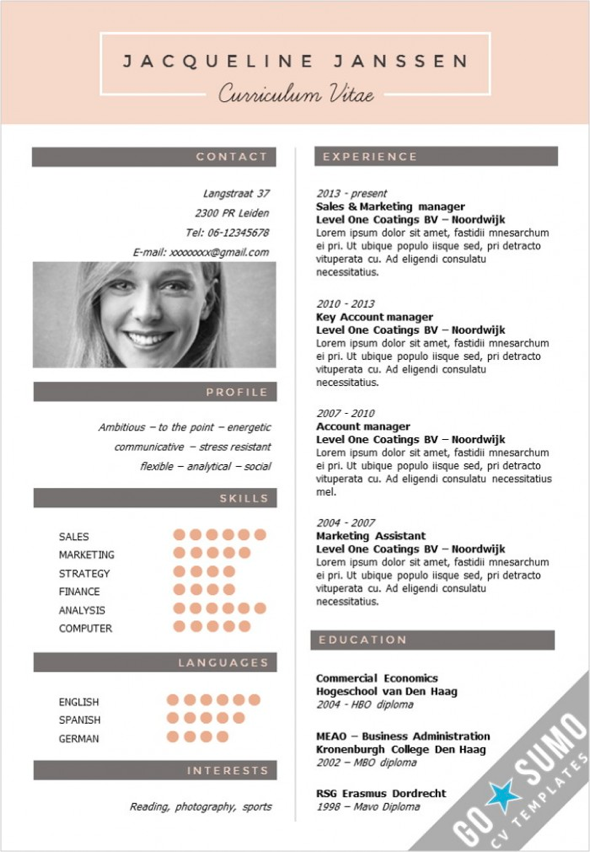 JACQUELINE JANSSEN
Curriculum Vitae
CONTACT
Langstraat 37
2300 PR Leiden
Tel: 06-12345678
E-mail: xxxxxxxx@gmail.com
PROFILE
Ambitious – to the point – energetic
communicative – stress resistant
flexible – analytical – social
SKILLS
SALES
MARKETING
STRATEGY
FINANCE
ANALYSIS
COMPUTER
LANGUAGES
ENGLISH
SPANISH
GERMAN
INTERESTS
Reading, photography, sports
EXPERIENCE
2013 - present
Sales & Marketing manager
Level One Coatings BV – Noordwijk
Lorem ipsum dolor sit amet, fastidii mnesarchum
ei pri. Ut ubique populo iisque sed, pri detracto
vituperata cu. Ad eligendi consulatu
necessitatius.
2010 - 2013
Key Account manager
Level One Coatings BV – Noordwijk
Lorem ipsum dolor sit amet, fastidii mnesarchum
ei pri. Ut ubique populo iisque sed, pri detracto
vituperata cu. Ad eligendi consulatu
necessitatius.
2007 - 2010
Account manager
Level One Coatings BV – Noordwijk
Lorem ipsum dolor sit amet, fastidii mnesarchum
ei pri. Ut ubique populo iisque sed, pri detracto
vituperata cu. Ad eligendi consulatu necessitatius
mel.
2004 - 2007
Marketing Assistant
Level One Coatings BV – Noordwijk
Lorem ipsum dolor sit amet, fastidii mnesarchum
ei pri. Ut ubique populo iisque sed, pri detracto
vituperata cu. Ad eligendi consulatu
necessitatius.
EDUCATION
Commercial Economics
Hogeschool van Den Haag
2004 - HBO diploma
MEAO – Business Administration
Kronenburgh College Den Haag
2002 – MBO diploma
RSG Erasmus Dordrecht
1998 – Mavo Diploma
GO SUMO
CV TEMPLATES